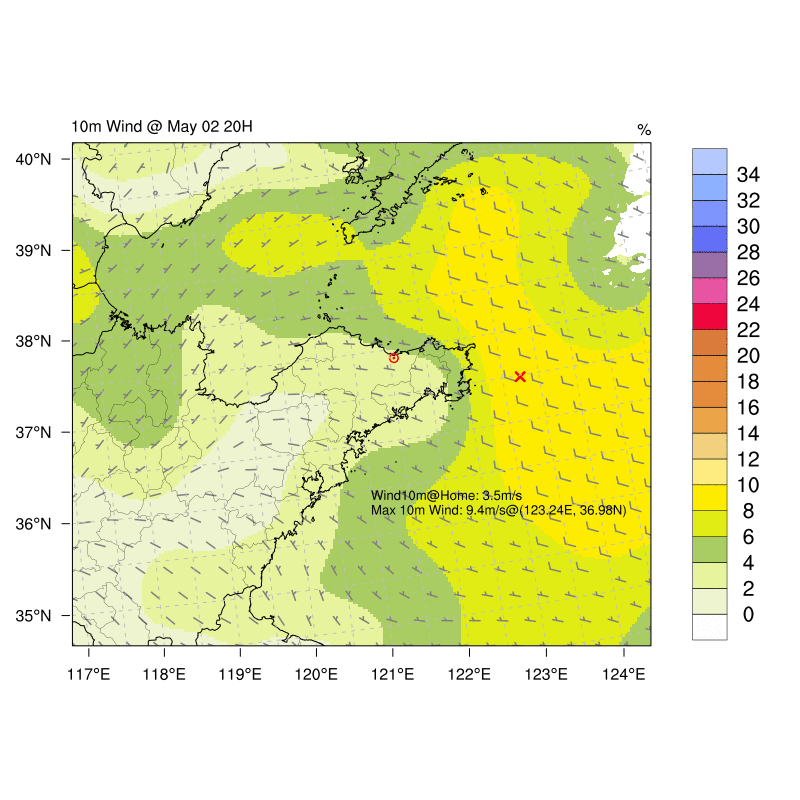 10m Wind @ May 02 20H
%
40°N
39°N
38°N
37°N
36°N
35°N
117°E 118°E 119°E 120°E 121°E 122°E 123°E 124°E
Wind10m@Home: 3.5m/s
Max 10m Wind: 9.4m/s@(123.24E, 36.98N)
34
32
30
28
26
24
22
20
18
16
14
12
10
8
6
4
2
0